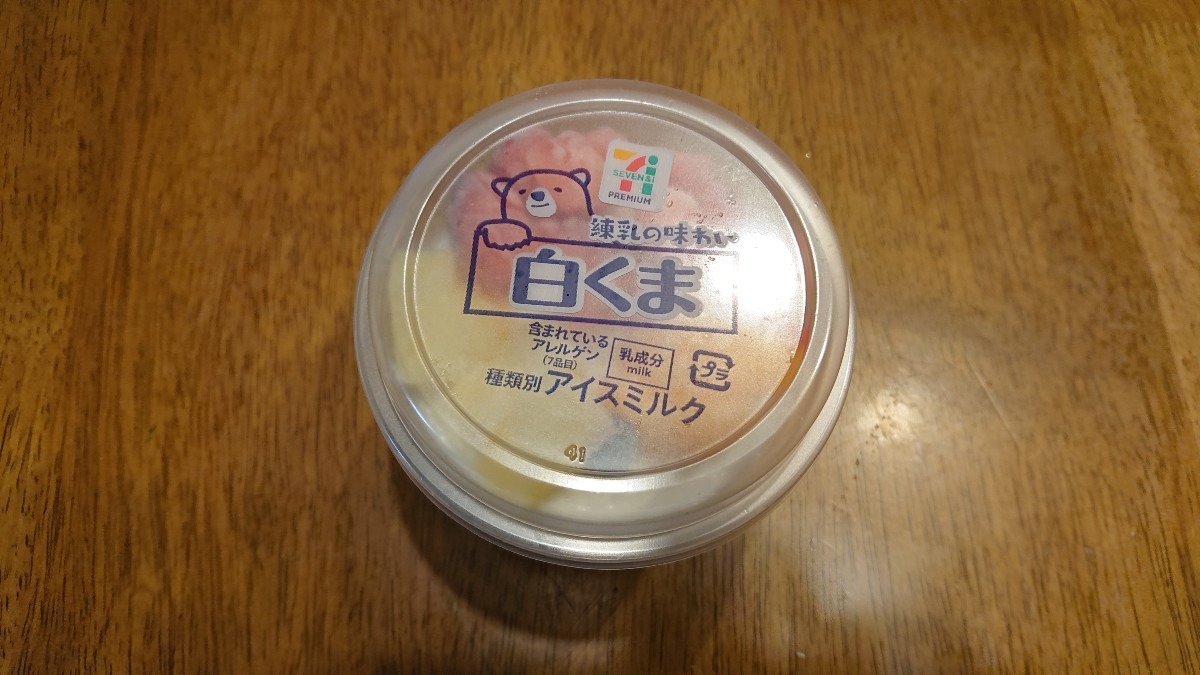 SEVEN&i
PREMIUM
練乳の味わい
白くま
含まれている
アレルゲン
(7品目)
乳成分
milk
プラ
種類別 アイスミルク
41